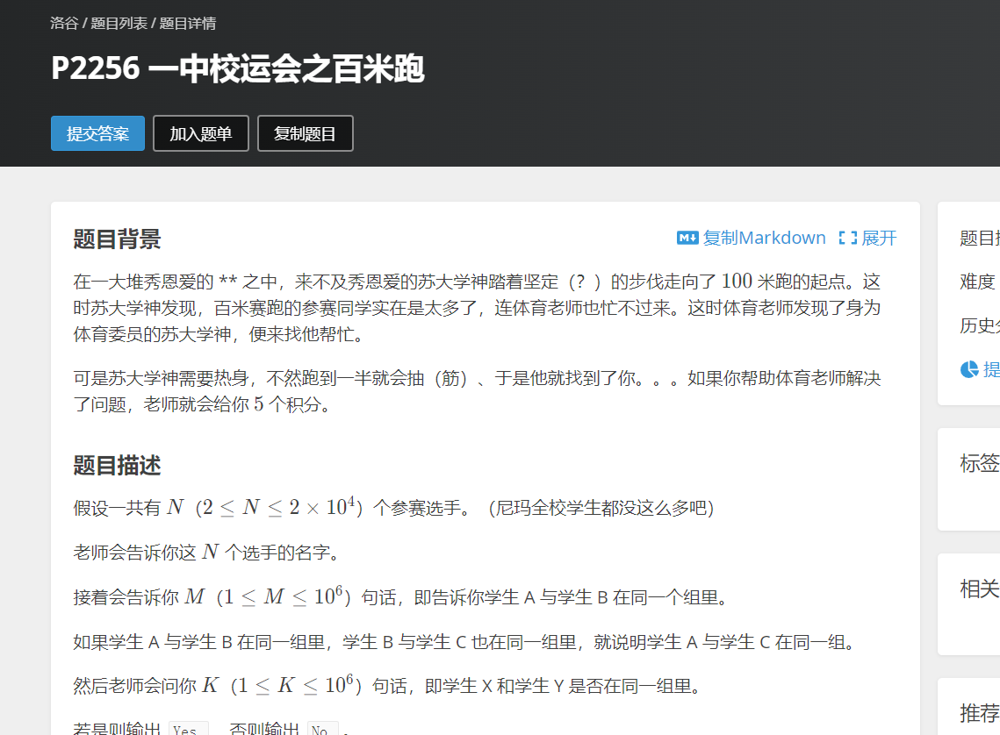 洛谷 / 题目列表 / 题目详情
P2256 一中校运会之百米跑
提交答案 加入题单 复制题目
题目背景 复制Markdown 展开
在一大堆秀恩爱的 ** 之中，来不及秀恩爱的苏大学神踏着坚定（？）的步伐走向了 100 米跑的起点。这
时苏大学神发现，百米赛跑的参赛同学实在是太多了，连体育老师也忙不过来。这时体育老师发现了身为
体育委员的苏大学神，便来找他帮忙。
可是苏大学神需要热身，不然跑到一半就会抽（筋）、于是他就找到了你。。。如果你帮助体育老师解决
了问题，老师就会给你 5 个积分。
题目描述
假设一共有 N（2 ≤ N ≤ 2 × 10⁴）个参赛选手。（尼玛全校学生都没这么多吧）
老师会告诉你这 N 个选手的名字。
接着会告诉你 M（1 ≤ M ≤ 10⁶）句话，即告诉你学生 A 与学生 B 在同一个组里。
如果学生 A 与学生 B 在同一组里，学生 B 与学生 C 也在同一组里，就说明学生 A 与学生 C 在同一组。
然后老师会问你 K（1 ≤ K ≤ 10⁶）句话，即学生 X 和学生 Y 是否在同一组里。
若是则输出 Yes，否则输出 No。
题目
难度
历史
提
标签
相关
推荐